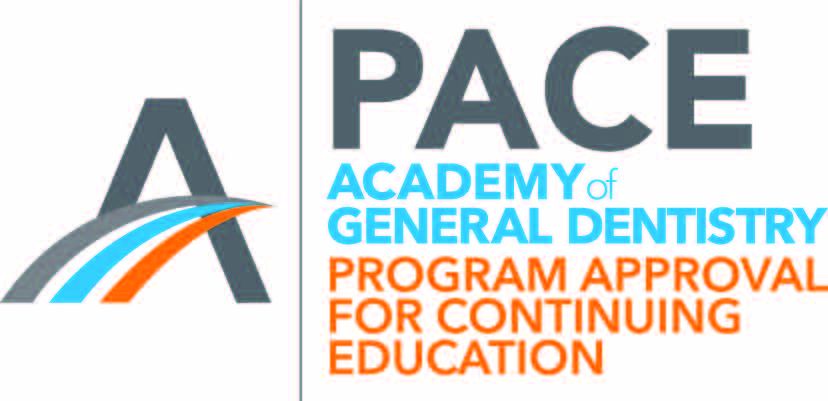 PACE
ACADEMY of
GENERAL DENTISTRY
PROGRAM APPROVAL
FOR CONTINUING
EDUCATION